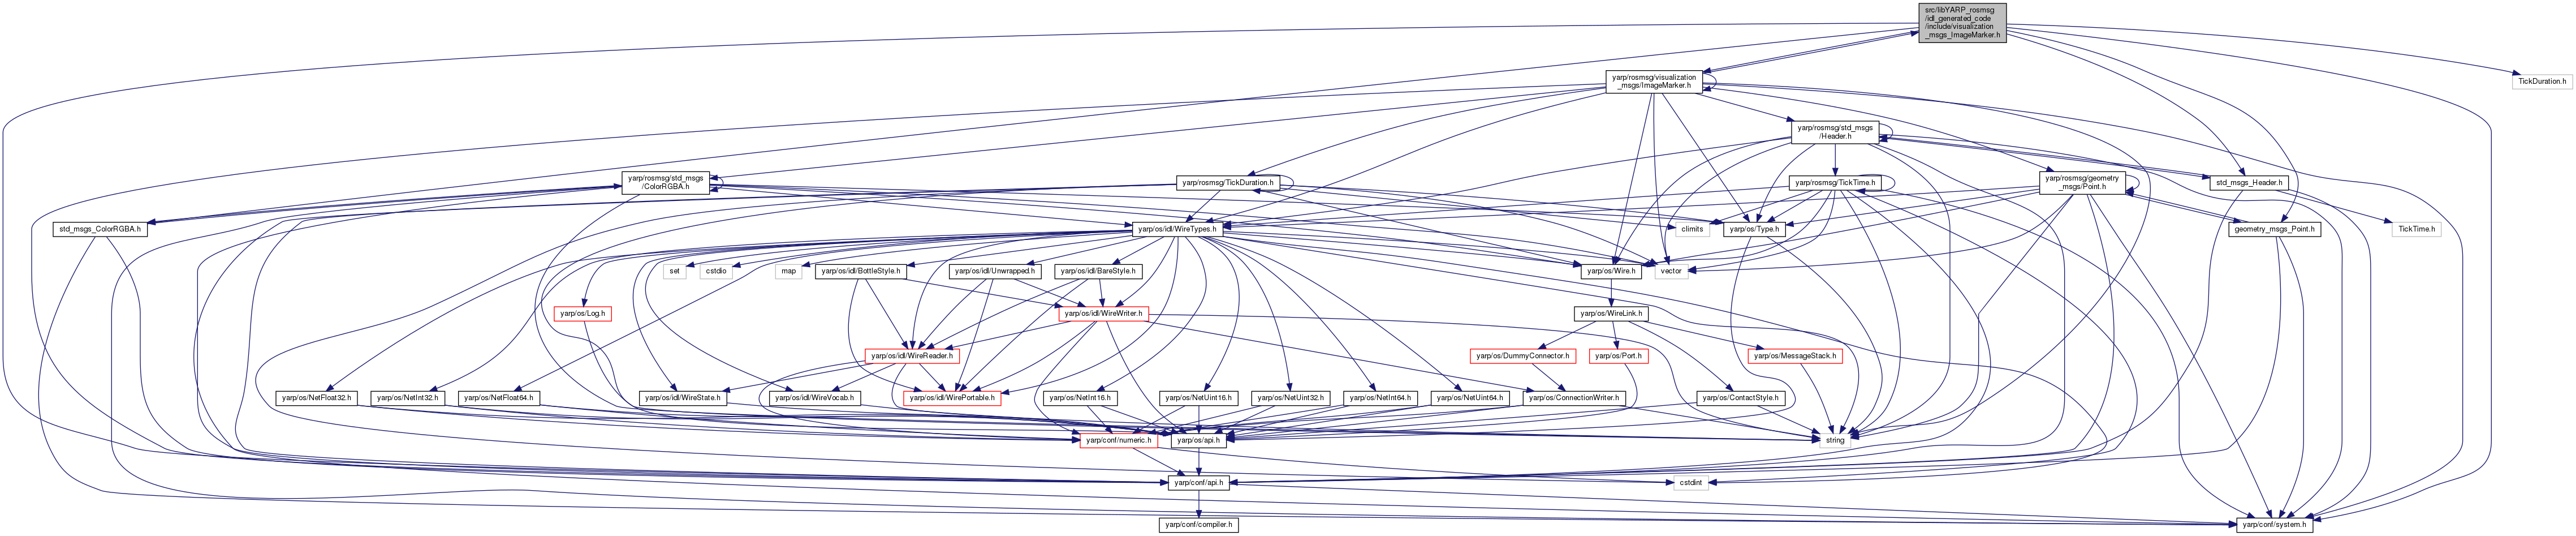 src/libYARP_rosmsg
/idl_generated_code
/include/visualization
_msgs_ImageMarker.h
yarp/rosmsg/visualization
_msgs/ImageMarker.h
TickDuration.h
yarp/rosmsg/std_msgs
/Header.h
yarp/rosmsg/std_msgs
/ColorRGBA.h
yarp/rosmsg/TickDuration.h
yarp/rosmsg/TickTime.h
yarp/rosmsg/geometry
_msgs/Point.h
std_msgs_Header.h
std_msgs_ColorRGBA.h
yarp/os/idl/WireTypes.h
climits
yarp/os/Type.h
geometry_msgs_Point.h
TickTime.h
set
cstdio
map
yarp/os/idl/BottleStyle.h
yarp/os/idl/Unwrapped.h
yarp/os/idl/BareStyle.h
yarp/os/Wire.h
vector
yarp/os/Log.h
yarp/os/idl/WireWriter.h
yarp/os/WireLink.h
yarp/os/idl/WireReader.h
yarp/os/DummyConnector.h
yarp/os/Port.h
yarp/os/MessageStack.h
yarp/os/NetFloat32.h
yarp/os/NetInt32.h
yarp/os/NetFloat64.h
yarp/os/idl/WireState.h
yarp/os/idl/WireVocab.h
yarp/os/idl/WirePortable.h
yarp/os/NetInt16.h
yarp/os/NetUint16.h
yarp/os/NetUint32.h
yarp/os/NetInt64.h
yarp/os/NetUint64.h
yarp/os/ConnectionWriter.h
yarp/os/ContactStyle.h
yarp/conf/numeric.h
yarp/os/api.h
string
yarp/conf/api.h
cstdint
yarp/conf/compiler.h
yarp/conf/system.h